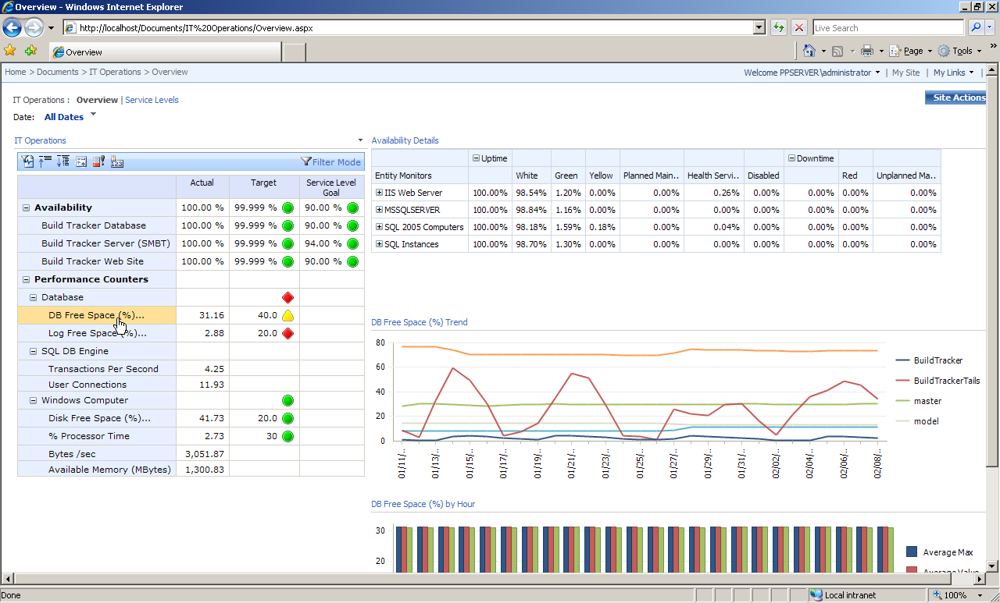 Overview - Windows Internet Explorer
http://localhost/Documents/IT%20Operations/Overview.aspx
Live Search
Overview
Page
Tools
Home > Documents > IT Operations > Overview
Welcome PPSERVER\administrator | My Site | My Links |
IT Operations : Overview | Service Levels
Site Actions
Date: All Dates
IT Operations
Filter Mode
Actual Target Service Level Goal
Availability 100.00 % 99.999 % 90.00 %
Build Tracker Database 100.00 % 99.999 % 90.00 %
Build Tracker Server (SMBT) 100.00 % 99.999 % 94.00 %
Build Tracker Web Site 100.00 % 99.999 % 90.00 %
Performance Counters
Database
DB Free Space (%)... 31.16 40.0
Log Free Space (%)... 2.88 20.0
SQL DB Engine
Transactions Per Second 4.25
User Connections 11.93
Windows Computer
Disk Free Space (%)... 41.73 20.0
% Processor Time 2.73 30
Bytes /sec 3,051.87
Available Memory (MBytes) 1,300.83
Availability Details
Uptime Downtime
Entity Monitors White Green Yellow Planned Main.. Health Servi.. Disabled Red Unplanned Ma..
IIS Web Server 100.00% 98.54% 1.20% 0.00% 0.00% 0.26% 0.00% 0.00% 0.00% 0.00%
MSSQLSERVER 100.00% 98.84% 1.16% 0.00% 0.00% 0.00% 0.00% 0.00% 0.00% 0.00%
SQL 2005 Computers 100.00% 98.18% 1.59% 0.18% 0.00% 0.04% 0.00% 0.00% 0.00% 0.00%
SQL Instances 100.00% 98.70% 1.30% 0.00% 0.00% 0.00% 0.00% 0.00% 0.00% 0.00%
DB Free Space (%) Trend
80
60
40
20
0
01/11/.. 01/13/.. 01/15/.. 01/17/.. 01/19/.. 01/21/.. 01/23/.. 01/25/.. 01/27/.. 01/29/.. 01/31/.. 02/02/.. 02/04/.. 02/06/.. 02/08/..
BuildTracker
BuildTrackerTails
master
model
DB Free Space (%) by Hour
30
20
Average Max
Average Value
Done
Local intranet
100%